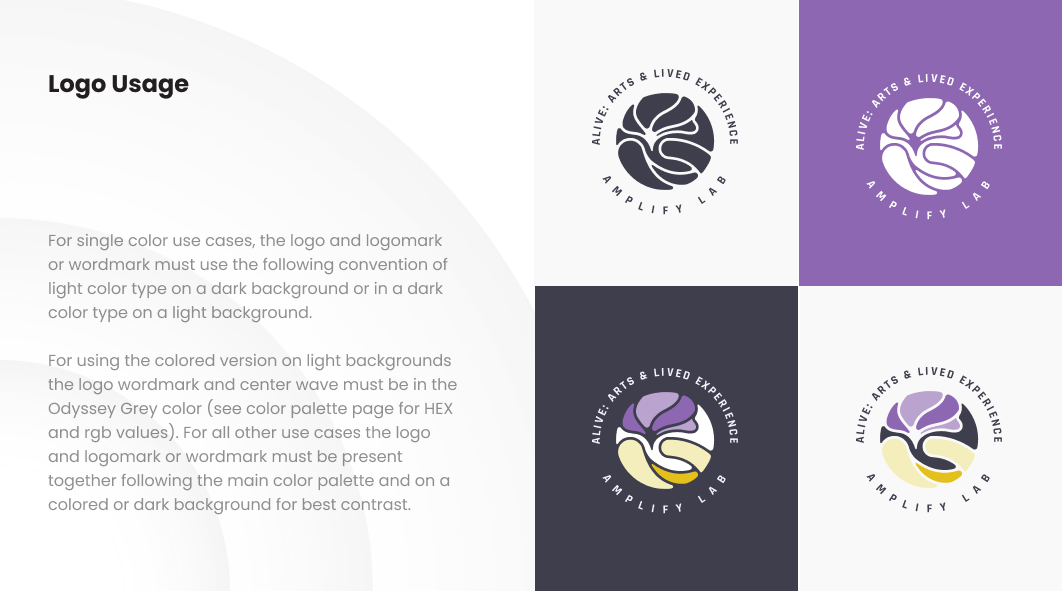 Logo Usage
For single color use cases, the logo and logomark
or wordmark must use the following convention of
light color type on a dark background or in a dark
color type on a light background.
For using the colored version on light backgrounds
the logo wordmark and center wave must be in the
Odyssey Grey color (see color palette page for HEX
and rgb values). For all other use cases the logo
and logomark or wordmark must be present
together following the main color palette and on a
colored or dark background for best contrast.
ALIVE: ARTS & LIVED EXPERIENCE
AMPLIFY LAB
ALIVE: ARTS & LIVED EXPERIENCE
AMPLIFY LAB
ALIVE: ARTS & LIVED EXPERIENCE
AMPLIFY LAB
ALIVE: ARTS & LIVED EXPERIENCE
AMPLIFY LAB